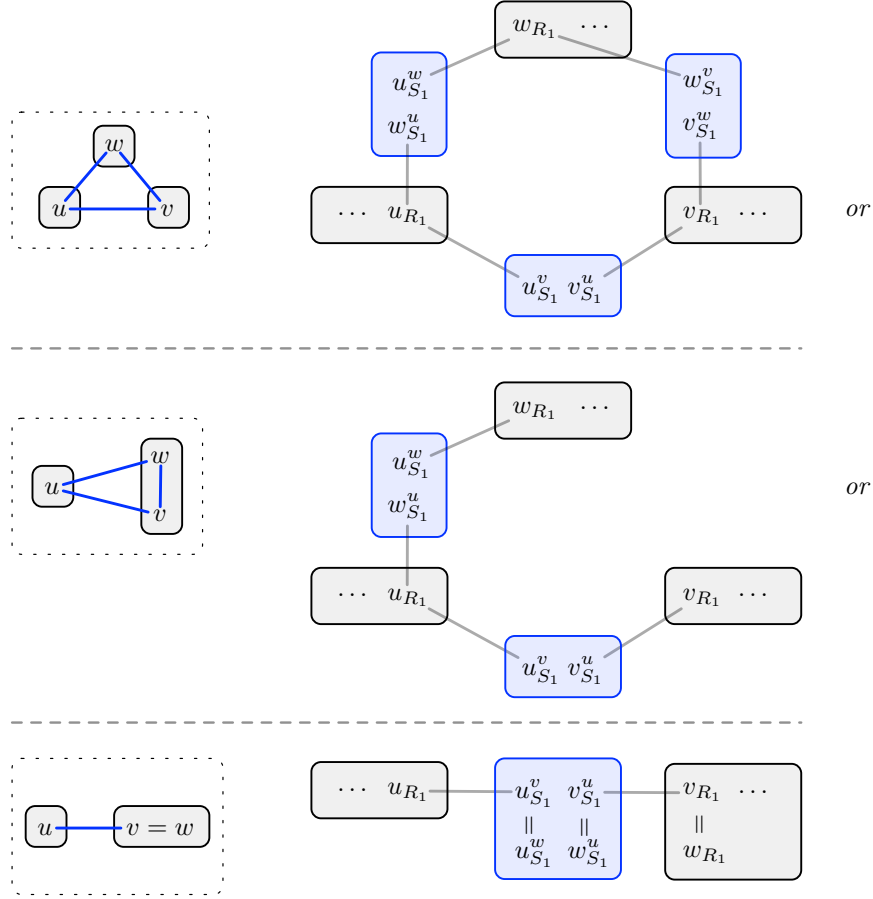 w_{R_1} ⋯
u^w_{S_1} w^v_{S_1}
w^u_{S_1} v^w_{S_1}
w
u v
⋯ u_{R_1} v_{R_1} ⋯ or
u^v_{S_1} v^u_{S_1}
w_{R_1} ⋯
w u^w_{S_1}
u or
v w^u_{S_1}
⋯ u_{R_1} v_{R_1} ⋯
u^v_{S_1} v^u_{S_1}
⋯ u_{R_1} u^v_{S_1} v^u_{S_1} v_{R_1} ⋯
u v = w = = =
u^w_{S_1} w^u_{S_1} w_{R_1}